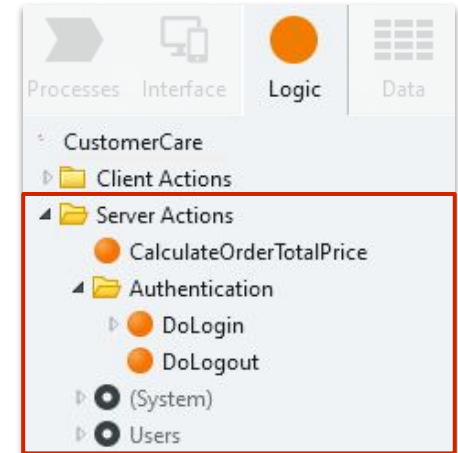 Processes Interface Logic Data
CustomerCare
Client Actions
Server Actions
CalculateOrderTotalPrice
Authentication
DoLogin
DoLogout
(System)
Users